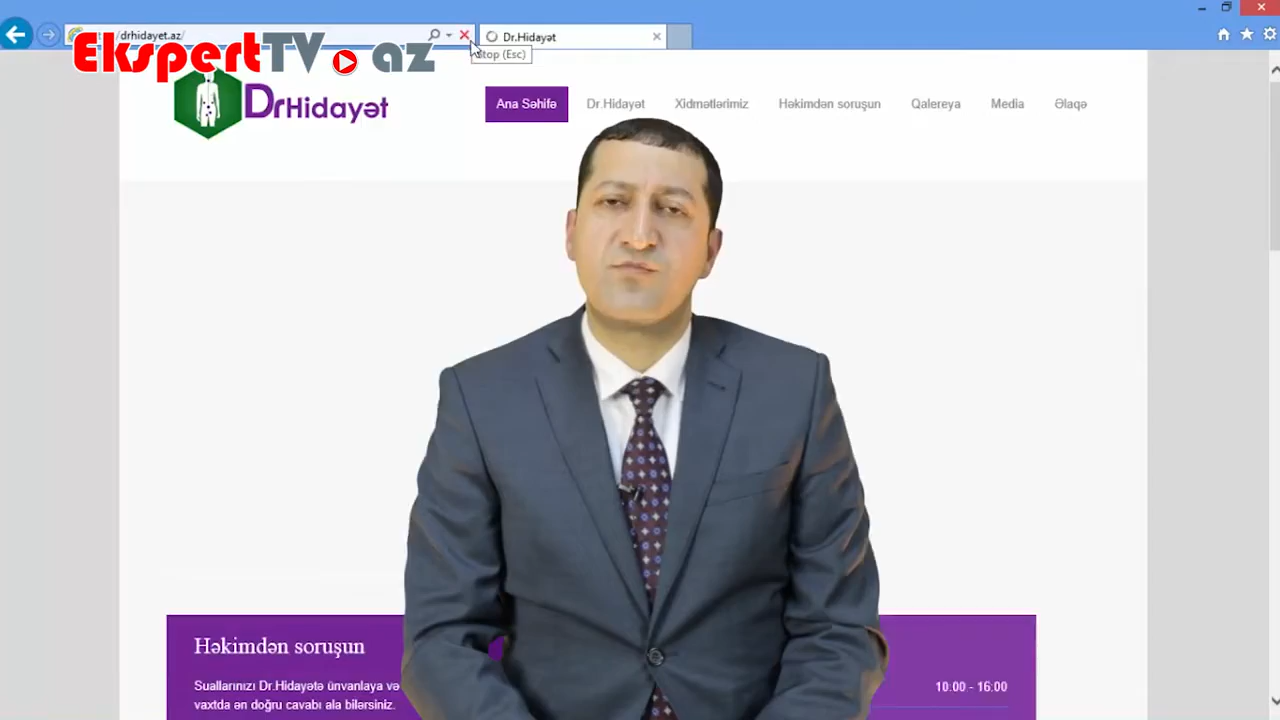 drhidayet.az/
Dr.Hidayət
EkspertTV.az
Stop (Esc)
DrHidayət
Ana Səhifə
Dr.Hidayət
Xidmətlərimiz
Həkimdən soruşun
Qalereya
Media
Əlaqə
Həkimdən soruşun
Suallarınızı Dr.Hidayətə ünvanlaya və
vaxtda ən doğru cavabı ala bilərsiniz.
10:00 - 16:00